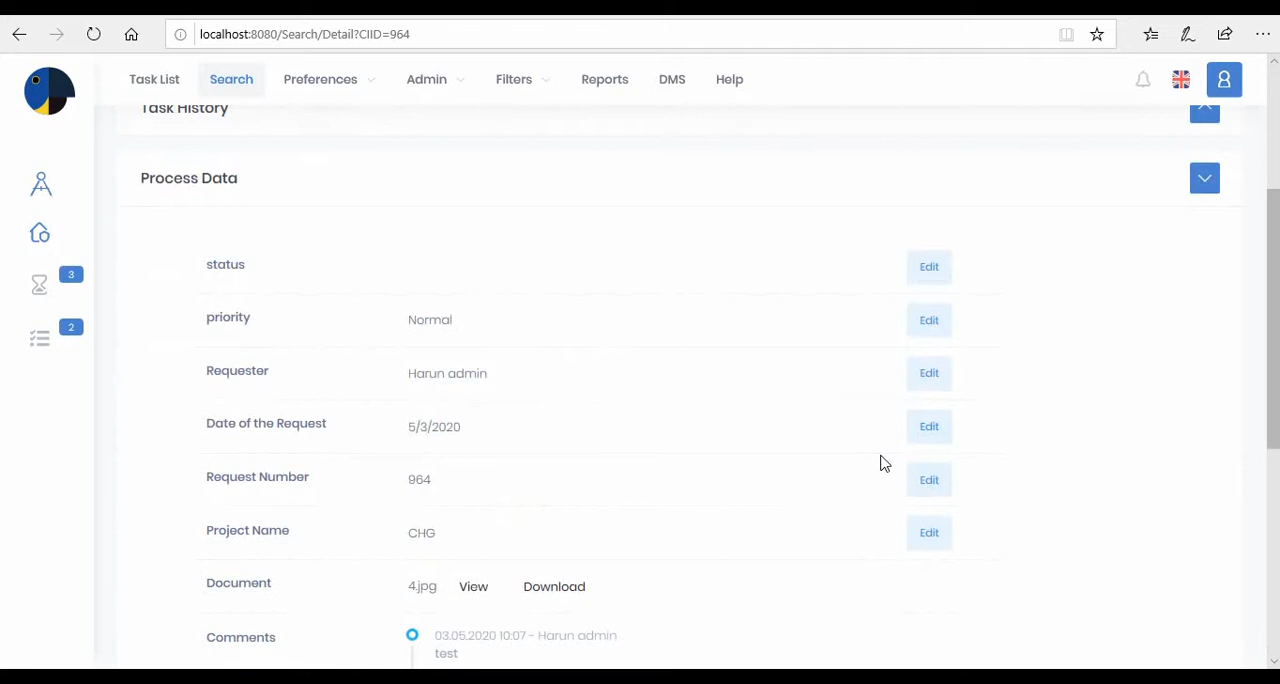 localhost:8080/Search/Detail?CIID=964
Task List Search Preferences Admin Filters Reports DMS Help
Task History
Process Data
3
2
status Edit
priority Normal Edit
Requester Harun admin Edit
Date of the Request 5/3/2020 Edit
Request Number 964 Edit
Project Name CHG Edit
Document 4.jpg View Download
Comments 03.05.2020 10:07 - Harun admin
test